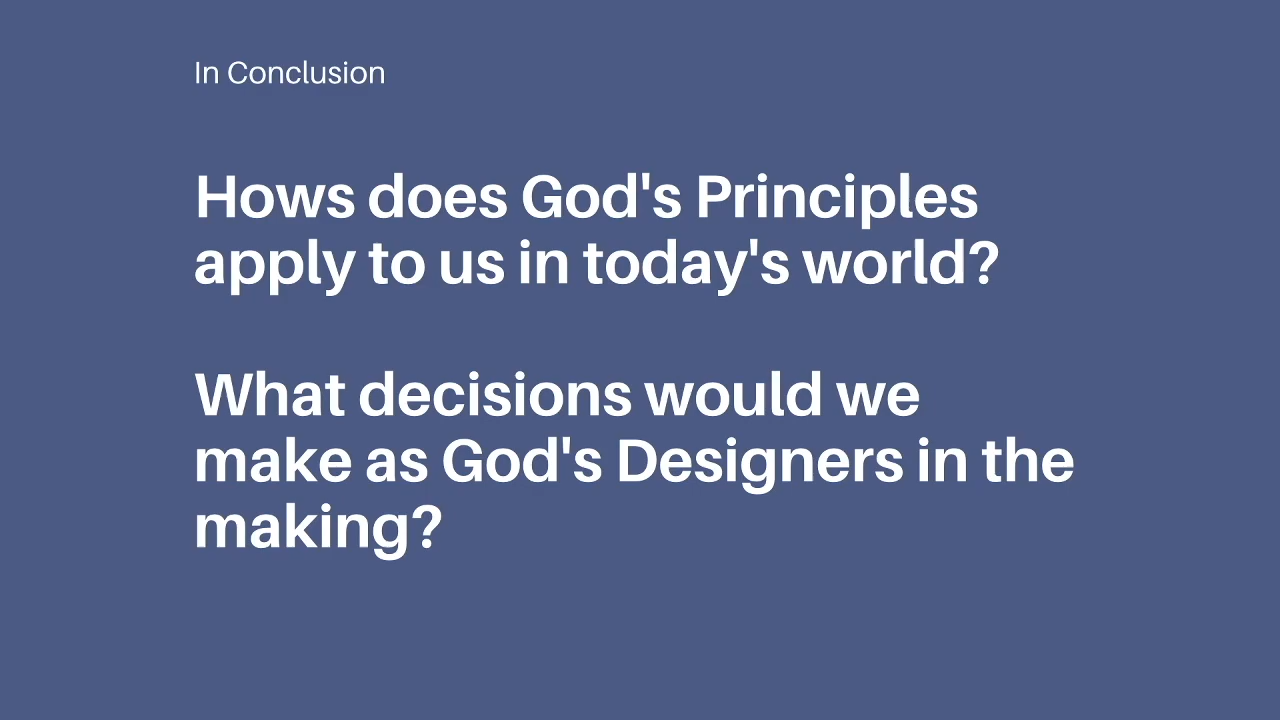 In Conclusion
Hows does God's Principles
apply to us in today's world?
What decisions would we
make as God's Designers in the
making?